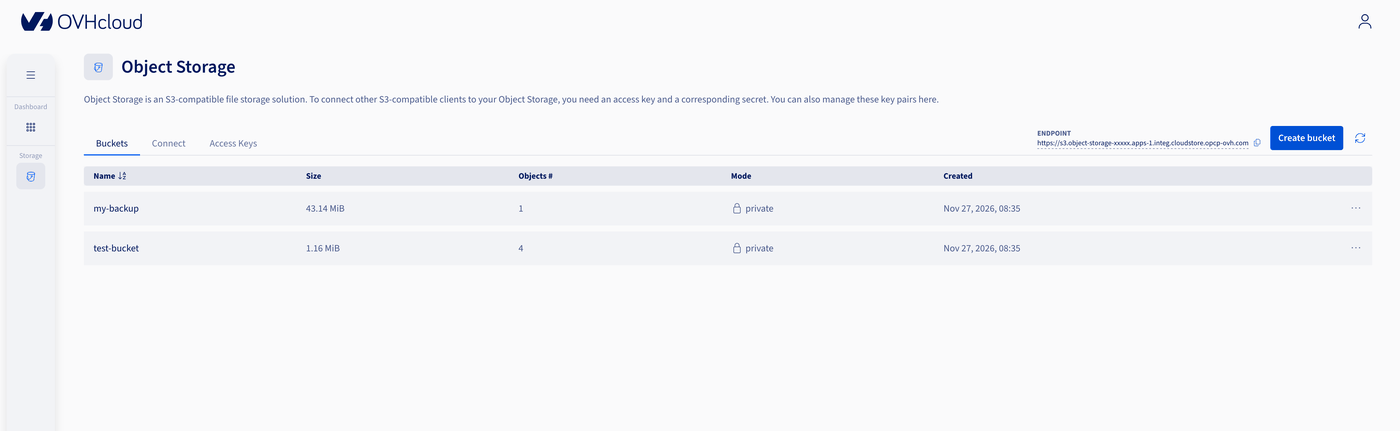 OVHcloud
Object Storage
Dashboard
Storage
Object Storage is an S3-compatible file storage solution. To connect other S3-compatible clients to your Object Storage, you need an access key and a corresponding secret. You can also manage these key pairs here.
Buckets Connect Access Keys
ENDPOINT
https://s3.object-storage-xxxxx.apps-1.integ.cloudstore.opcp-ovh.com
Create bucket
Name Size Objects # Mode Created
my-backup 43.14 MiB 1 private Nov 27, 2026, 08:35
test-bucket 1.16 MiB 4 private Nov 27, 2026, 08:35